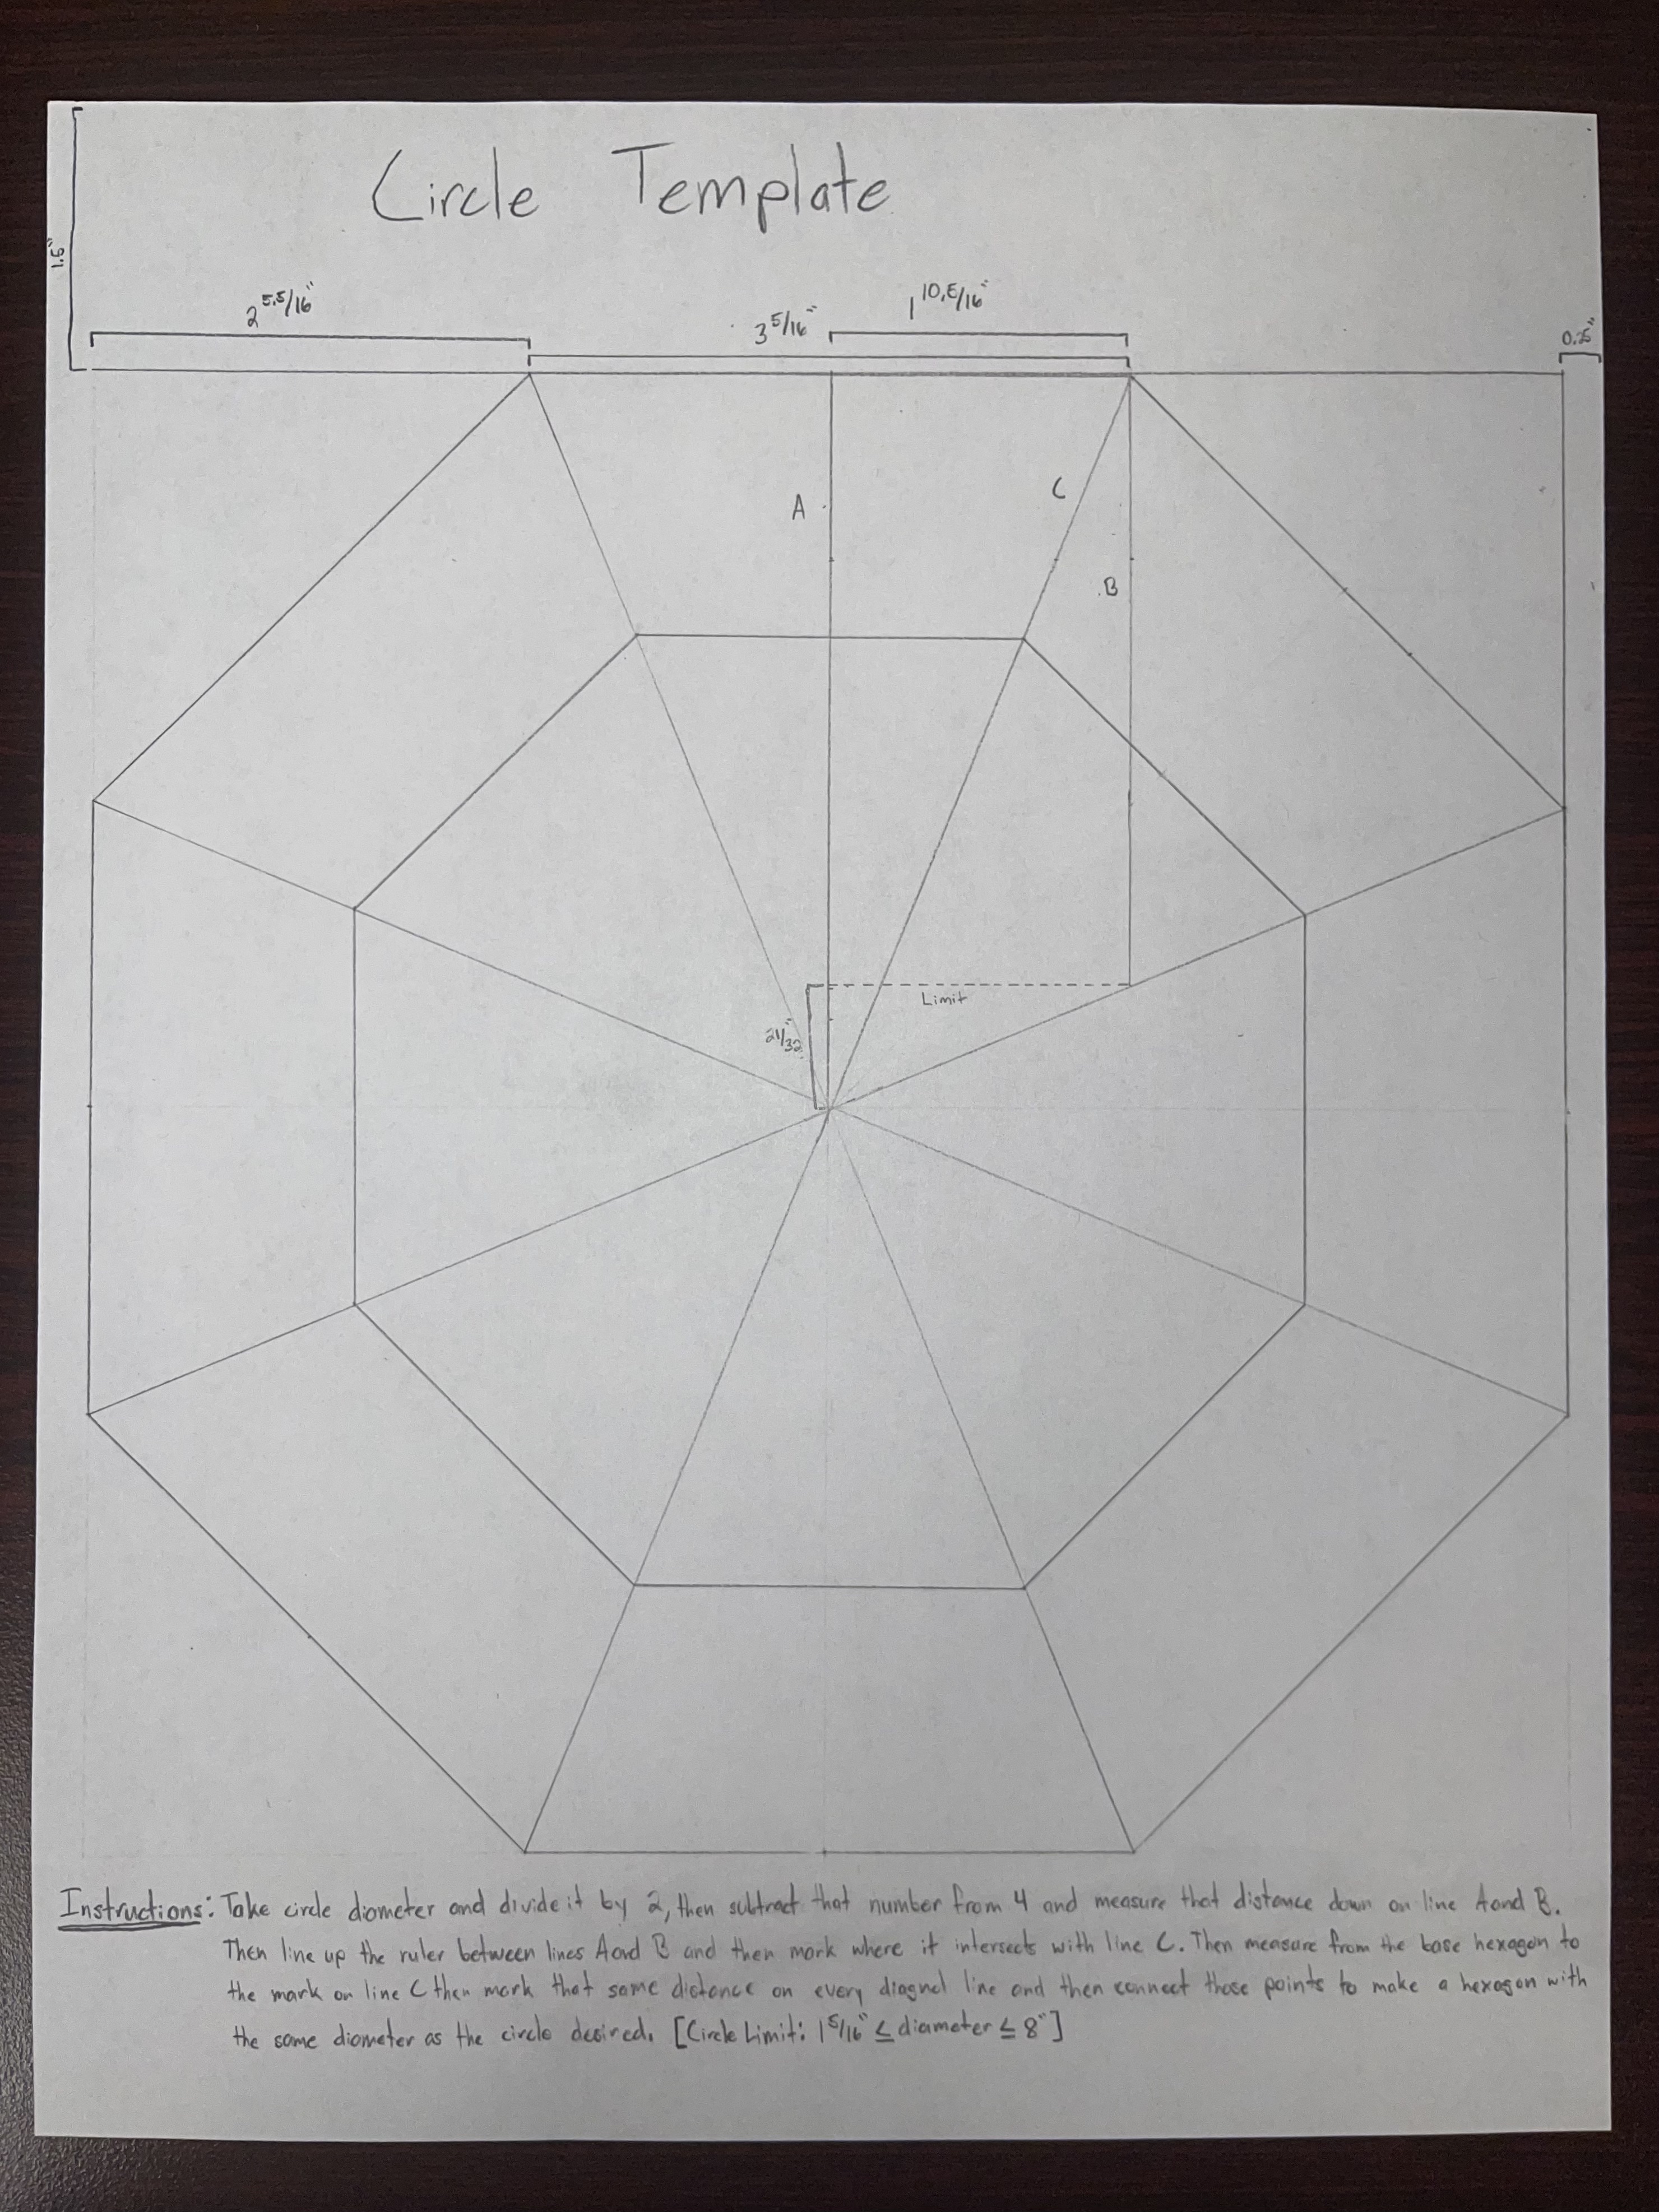 Circle Template
1.5"
2 5.5/16"
3 5/16"
1 10.5/16"
0.25"
A
C
B
Limit
21/32"
Instructions: Take circle diameter and divide it by 2, then subtract that number from 4 and measure that distance down on line A and B.
Then line up the ruler between lines A and B and then mark where it intersects with line C. Then measure from the base hexagon to
the mark on line C then mark that same distance on every diagnel line and then connect those points to make a hexagon with
the same diameter as the circle desired. [Circle Limit: 1 5/16" ≤ diameter ≤ 8"]